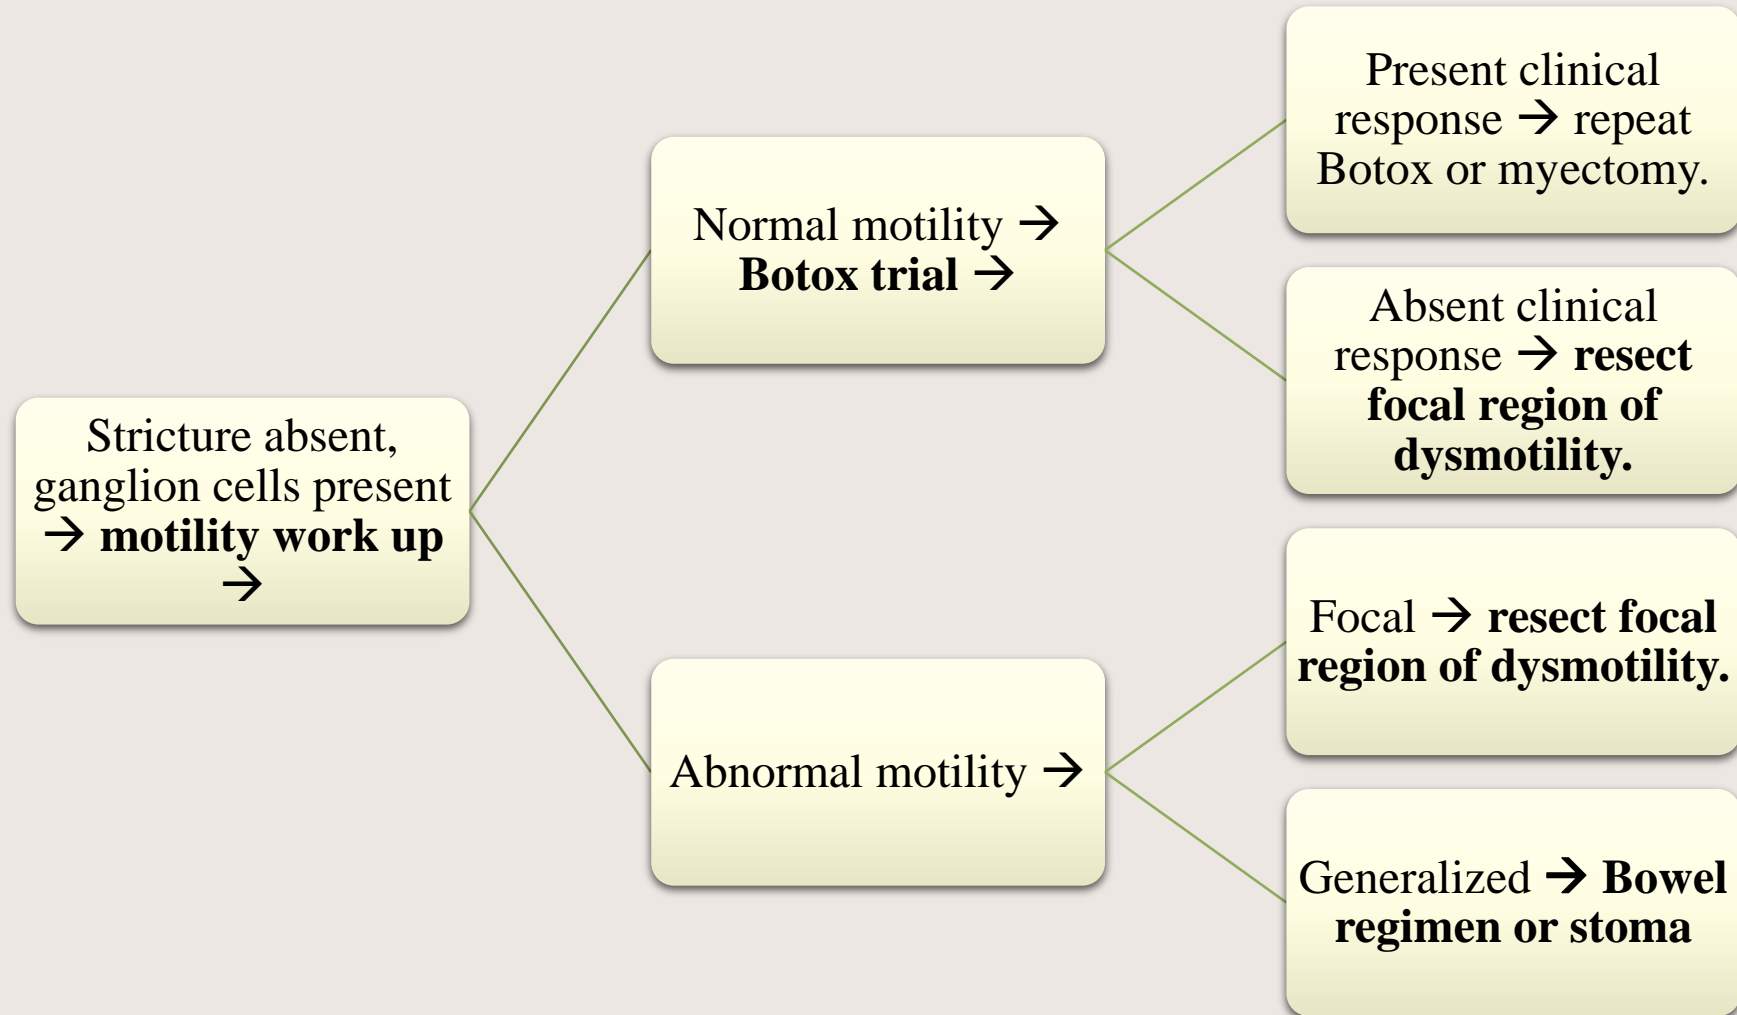 Stricture absent,
ganglion cells present
→ motility work up
→
Normal motility →
Botox trial →
Present clinical
response → repeat
Botox or myectomy.
Absent clinical
response → resect
focal region of
dysmotility.
Abnormal motility →
Focal → resect focal
region of dysmotility.
Generalized → Bowel
regimen or stoma